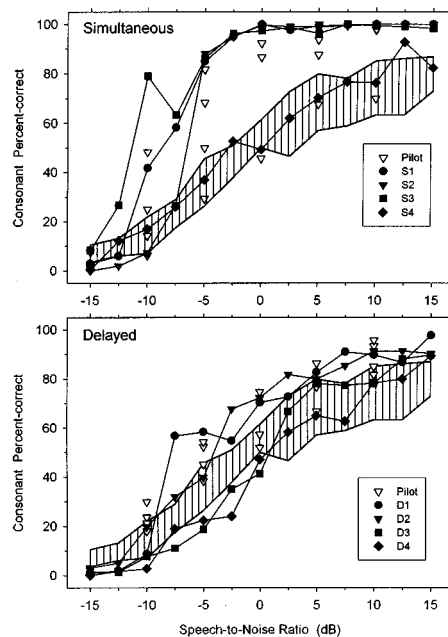 Simultaneous
Consonant Percent-correct
100
80
60
40
20
0
Pilot
S1
S2
S3
S4
-15 -10 -5 0 5 10 15
Delayed
Consonant Percent-correct
100
80
60
40
20
0
Pilot
D1
D2
D3
D4
-15 -10 -5 0 5 10 15
Speech-to-Noise Ratio (dB)